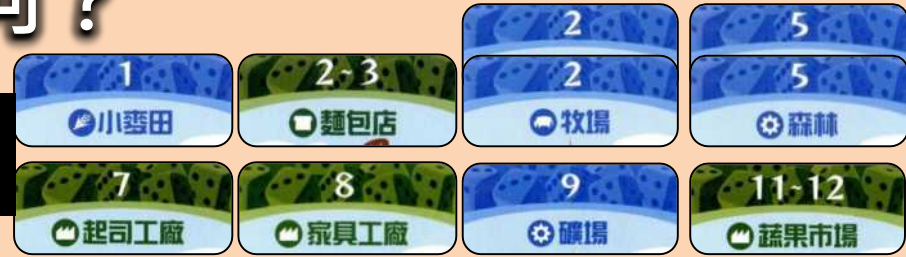 何？
2 5
1 2~3 2 5
小麥田 麵包店 牧場 森林
7 8 9 11~12
起司工廠 家具工廠 礦場 蔬果市場